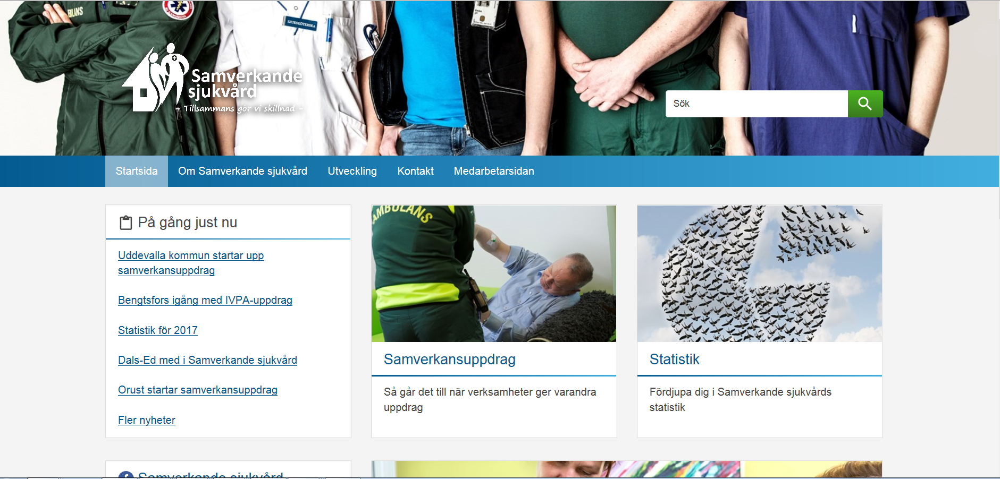 BILANS
SJUKSKÖTERSKA
Samverkande
sjukvård
- Tillsammans gör vi skillnad -
Sök
Startsida
Om Samverkande sjukvård
Utveckling
Kontakt
Medarbetarsidan
På gång just nu
Uddevalla kommun startar upp
samverkansuppdrag
Bengtsfors igång med IVPA-uppdrag
Statistik för 2017
Dals-Ed med i Samverkande sjukvård
Orust startar samverkansuppdrag
Fler nyheter
AMBULANS
Samverkansuppdrag
Så går det till när verksamheter ger varandra
uppdrag
Statistik
Fördjupa dig i Samverkande sjukvårds
statistik
Samverkande sjukvård